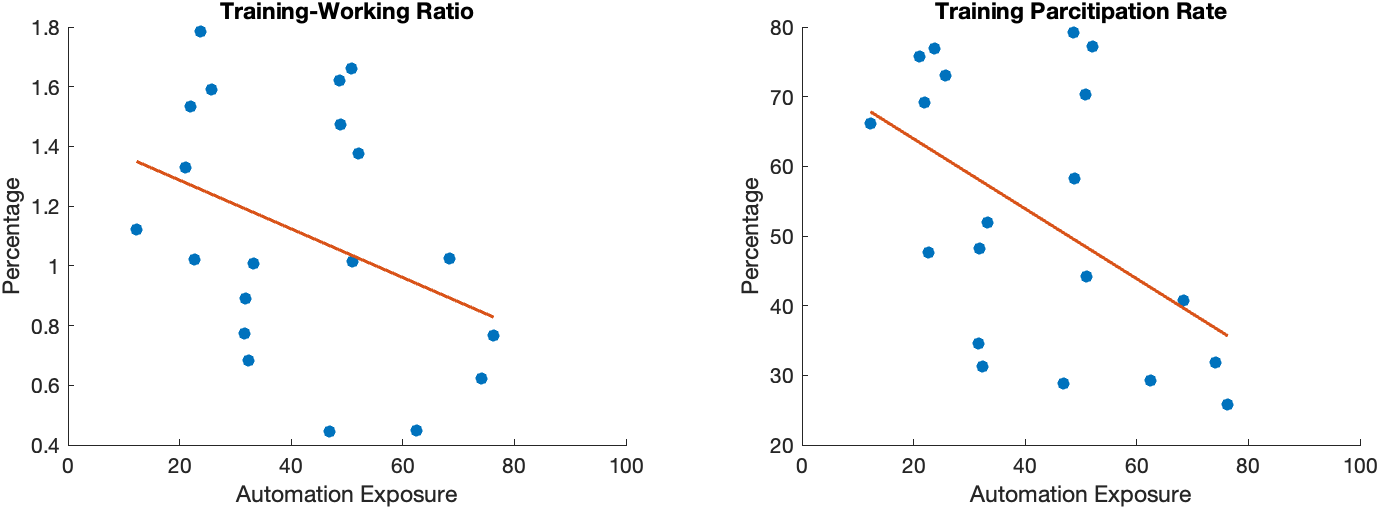 Training-Working Ratio
Percentage
1.8
1.6
1.4
1.2
1
0.8
0.6
0.4
0 20 40 60 80 100
Automation Exposure
Training Parcitipation Rate
Percentage
80
70
60
50
40
30
20
0 20 40 60 80 100
Automation Exposure